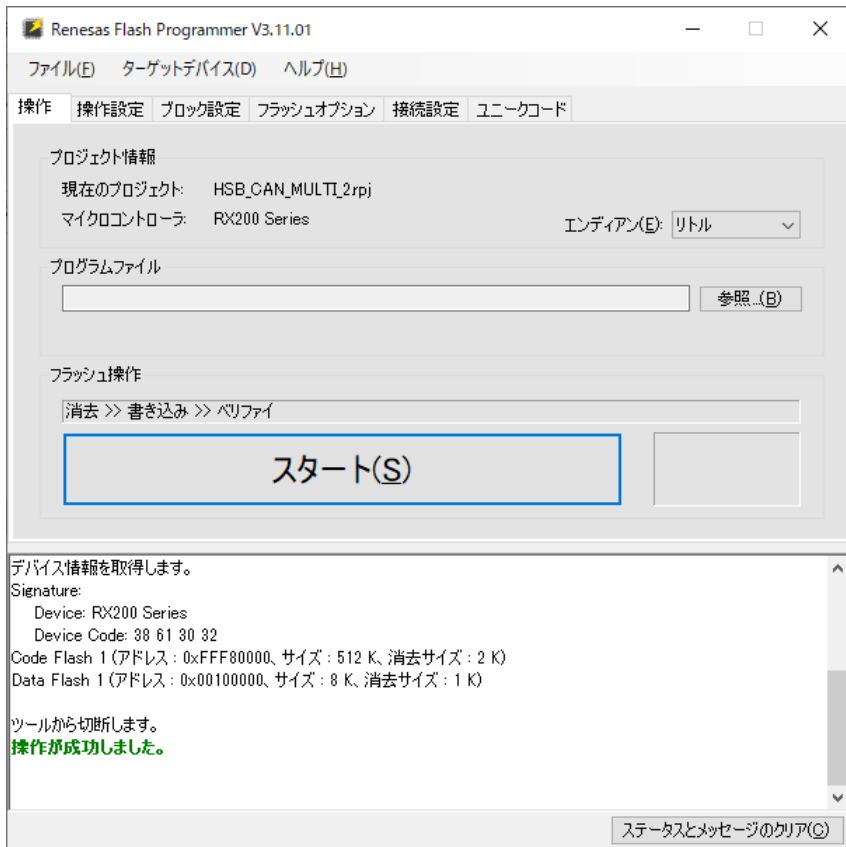 Renesas Flash Programmer V3.11.01
ファイル(F) ターゲットデバイス(D) ヘルプ(H)
操作 操作設定 ブロック設定 フラッシュオプション 接続設定 ユニークコード
プロジェクト情報
現在のプロジェクト: HSB_CAN_MULTI_2.rpj
マイクロコントローラ: RX200 Series
エンディアン(E): リトル
プログラムファイル
参照...(B)
フラッシュ操作
消去 >> 書き込み >> ベリファイ
スタート(S)
デバイス情報を取得します。
Signature:
Device: RX200 Series
Device Code: 38 61 30 32
Code Flash 1 (アドレス : 0xFFF80000、サイズ : 512 K、消去サイズ : 2 K)
Data Flash 1 (アドレス : 0x00100000、サイズ : 8 K、消去サイズ : 1 K)
ツールから切断します。
操作が成功しました。
ステータスとメッセージのクリア(C)